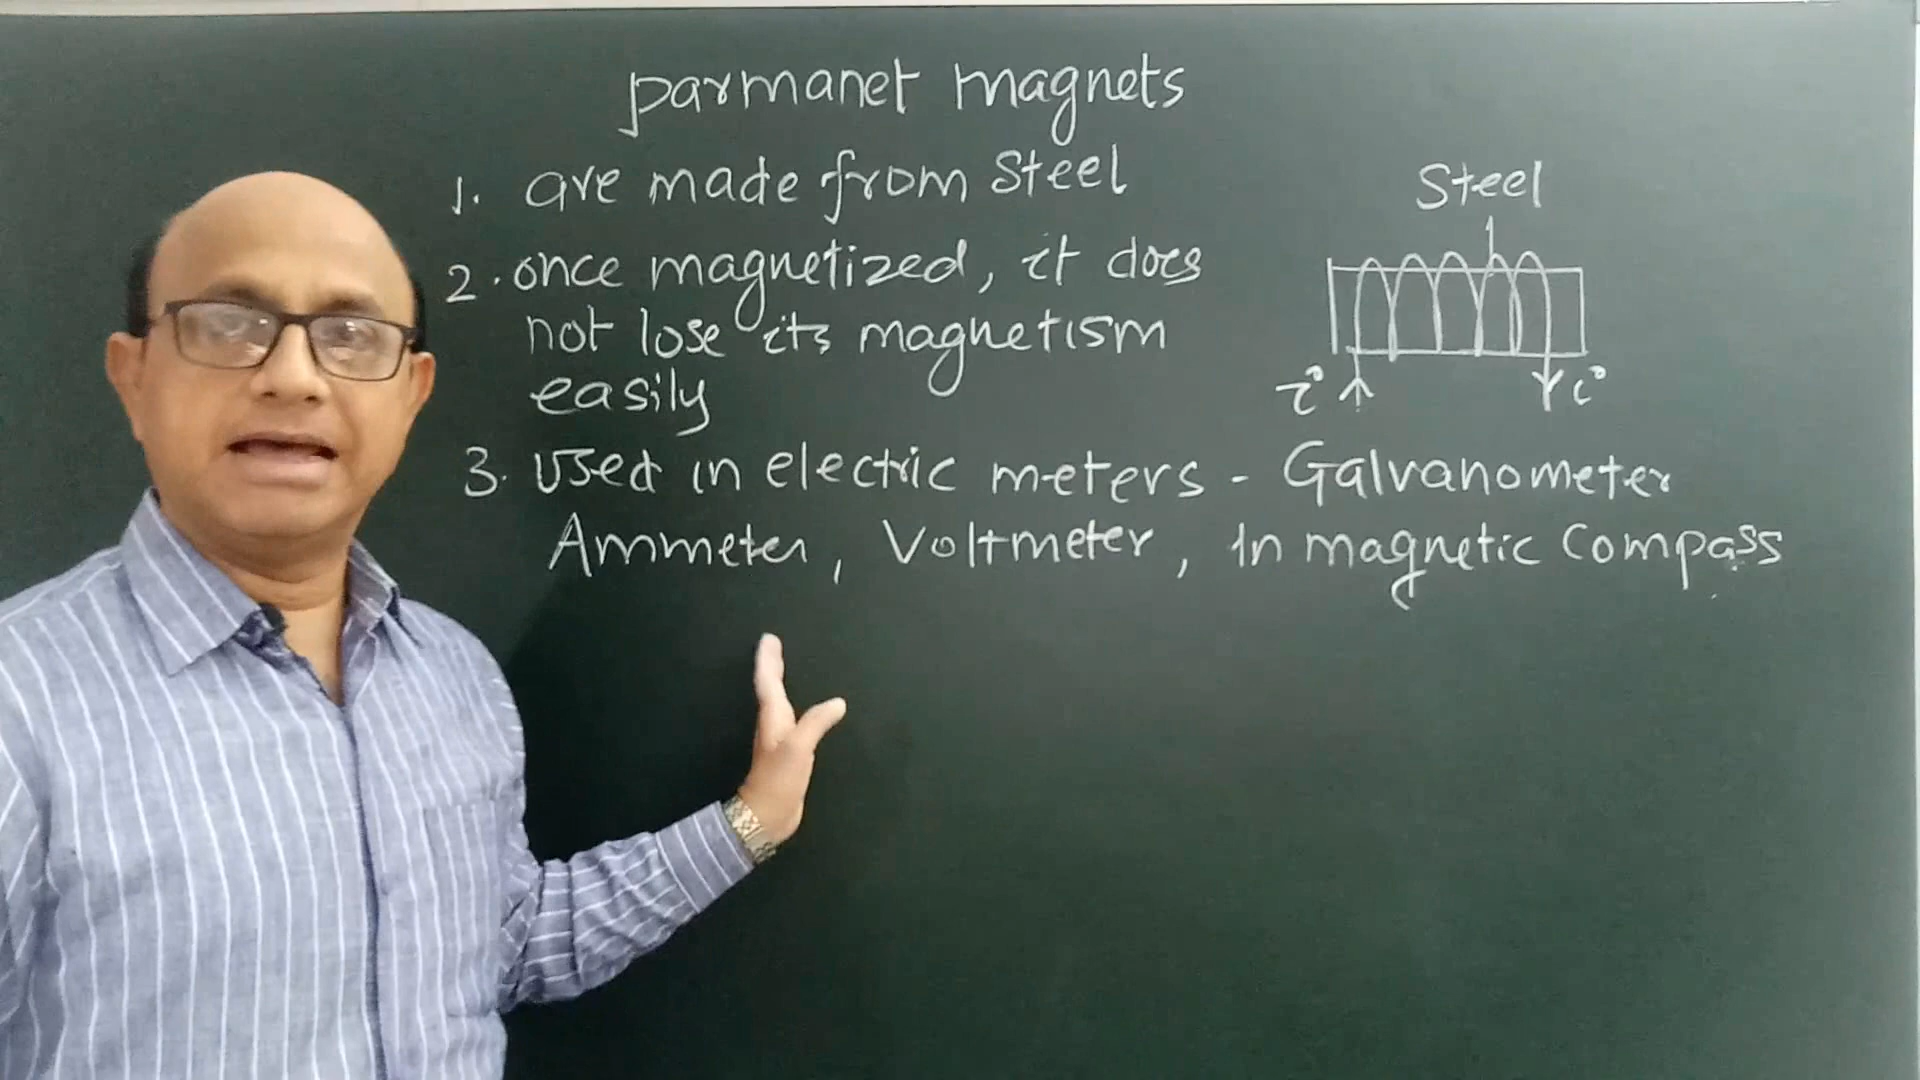 parmanet magnets
1. are made from Steel
2. once magnetized, it does
not lose its magnetism
easily
3. Used in electric meters - Galvanometer
Ammeter, Voltmeter, In magnetic Compass
Steel
i i